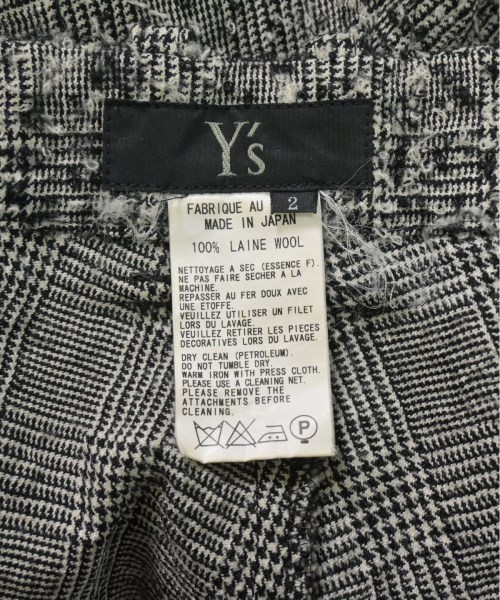 Y's
2
FABRIQUE AU
MADE IN JAPAN
100% LAINE WOOL
NETTOYAGE A SEC (ESSENCE F).
NE PAS FAIRE SECHER A LA
MACHINE.
REPASSER AU FER DOUX AVEC
UNE ETOFFE.
VEUILLEZ UTILISER UN FILET
LORS DU LAVAGE.
VEUILLEZ RETIRER LES PIECES
DECORATIVES LORS DU LAVAGE.
DRY CLEAN (PETROLEUM).
DO NOT TUMBLE DRY.
WARM IRON WITH PRESS CLOTH.
PLEASE USE A CLEANING NET.
PLEASE REMOVE THE
ATTACHMENTS BEFORE
CLEANING.
P